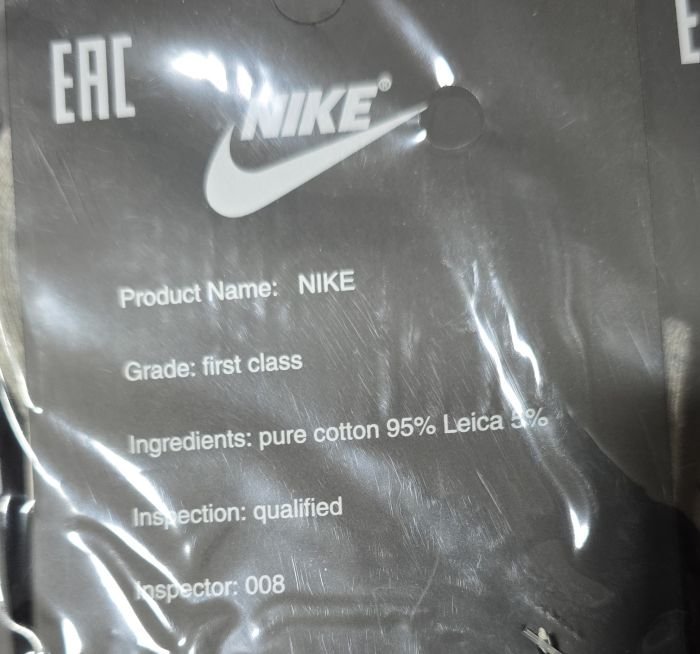 EAC
NIKE®
Product Name: NIKE
Grade: first class
Ingredients: pure cotton 95% Leica 5%
Inspection: qualified
Inspector: 008